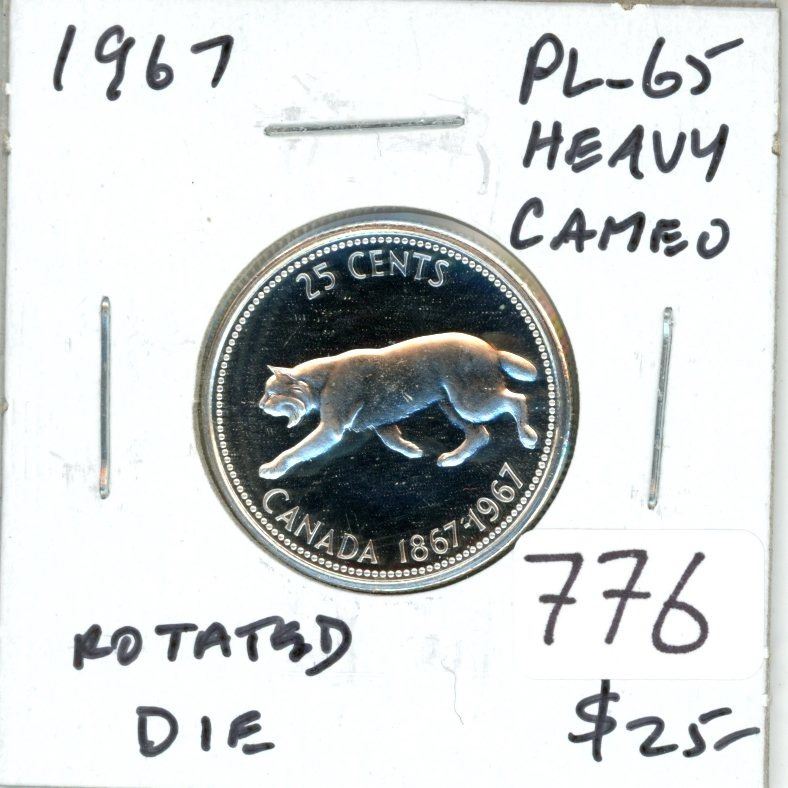 1967
PL-65
HEAVY
CAMEO
25 CENTS
CANADA 1867-1967
776
ROTATED
DIE
$25-